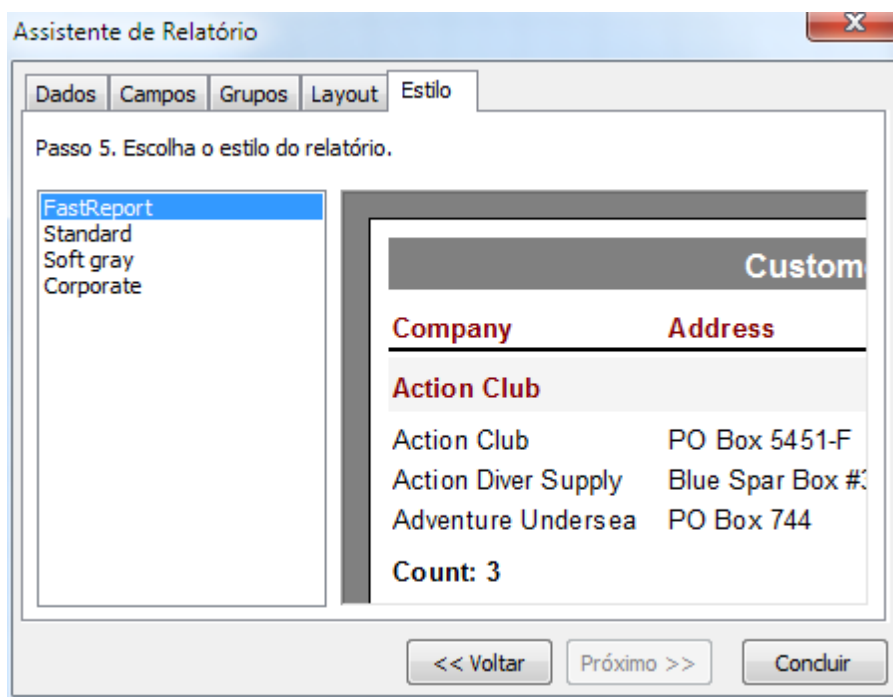 Assistente de Relatório
Dados Campos Grupos Layout Estilo
Passo 5. Escolha o estilo do relatório.
FastReport
Standard
Soft gray
Corporate
Custom
Company Address
Action Club
Action Club PO Box 5451-F
Action Diver Supply Blue Spar Box #3
Adventure Undersea PO Box 744
Count: 3
<< Voltar Próximo >> Concluir